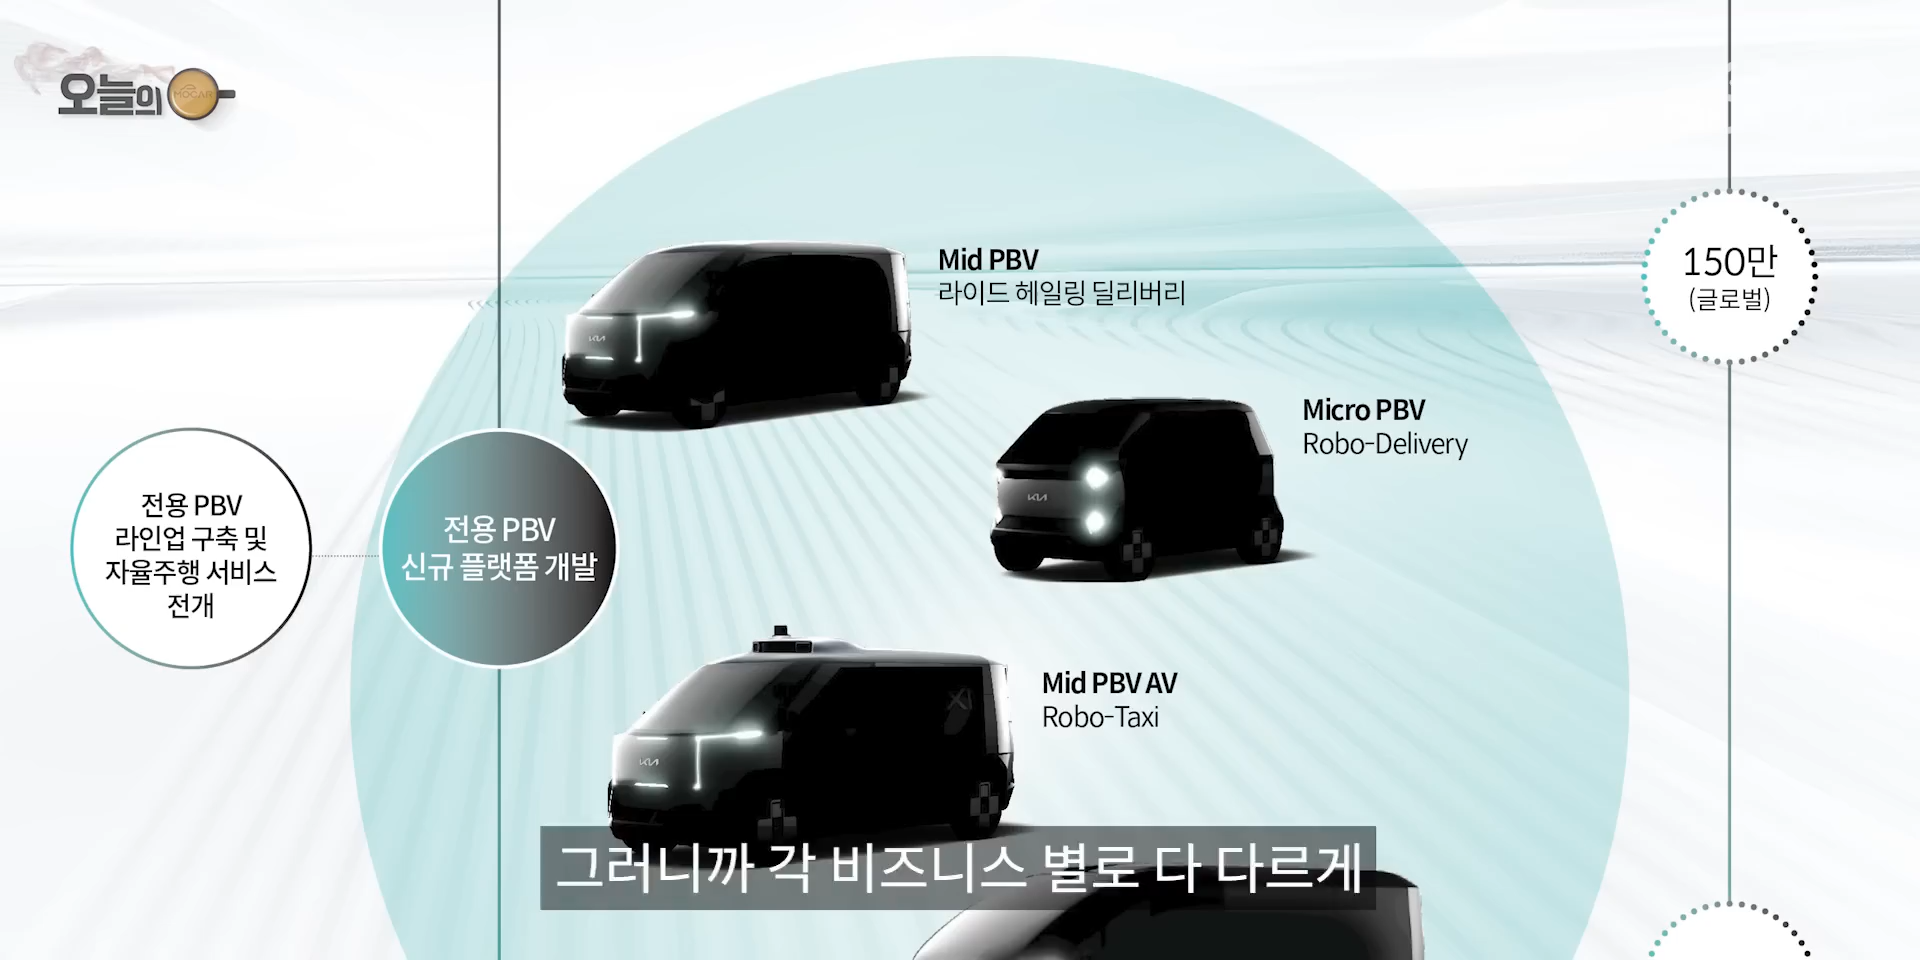 오늘의
MOCAR
Mid PBV
라이드 헤일링 딜리버리
150만
(글로벌)
Micro PBV
Robo-Delivery
전용 PBV
라인업 구축 및
자율주행 서비스
전개
전용 PBV
신규 플랫폼 개발
Mid PBV AV
Robo-Taxi
그러니까 각 비즈니스 별로 다 다르게